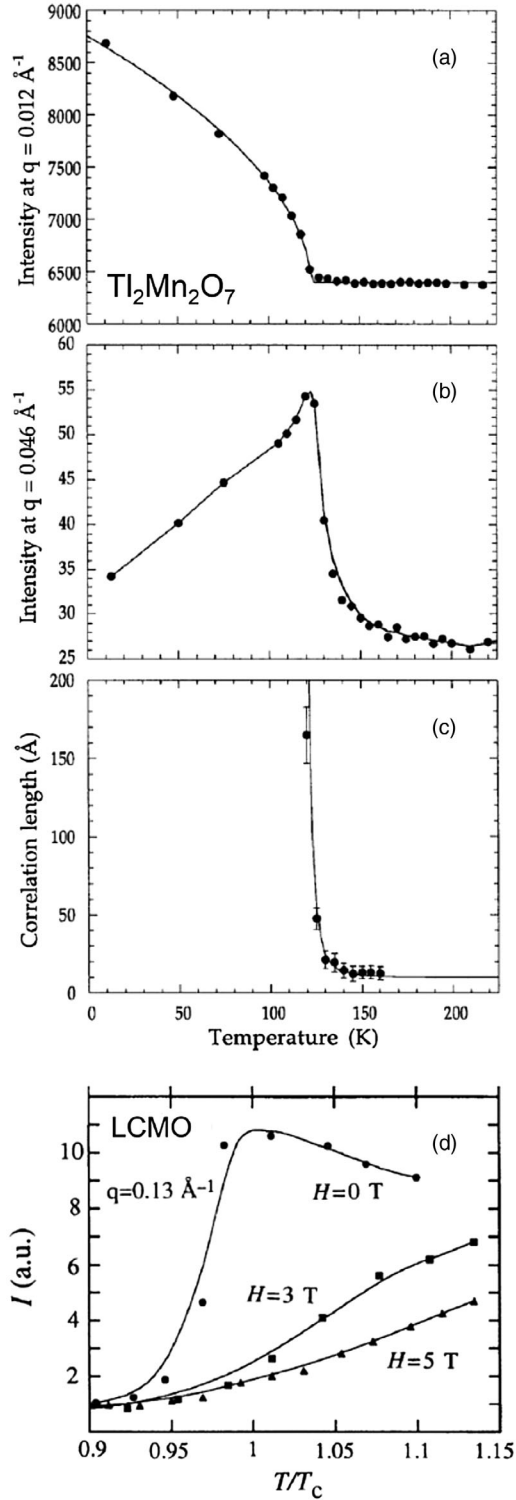 9000
(a)
8500
8000
7500
7000
6500
6000
Intensity at q = 0.012 Å⁻¹
Tl₂Mn₂O₇
60
(b)
55
50
45
40
35
30
25
Intensity at q = 0.046 Å⁻¹
200
(c)
150
100
50
0
Correlation length (Å)
0 50 100 150 200
Temperature (K)
LCMO
(d)
10
q=0.13 Å⁻¹
H=0 T
8
6
H=3 T
4
H=5 T
2
I (a.u.)
0.9 0.95 1 1.05 1.1 1.15
T/Tc